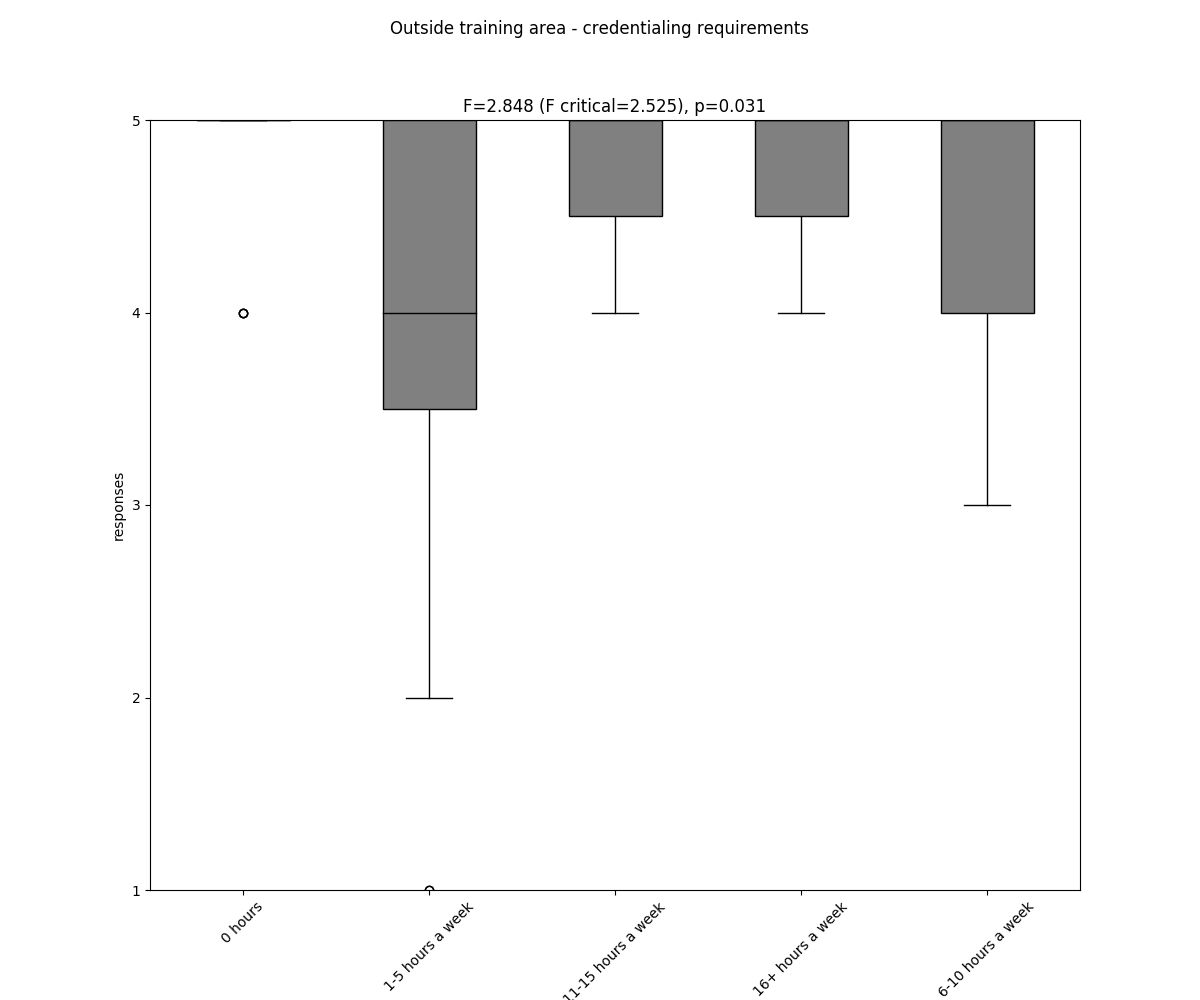 Outside training area - credentialing requirements
F=2.848 (F critical=2.525), p=0.031
5
4
3
2
1
responses
0 hours
1-5 hours a week
11-15 hours a week
16+ hours a week
6-10 hours a week